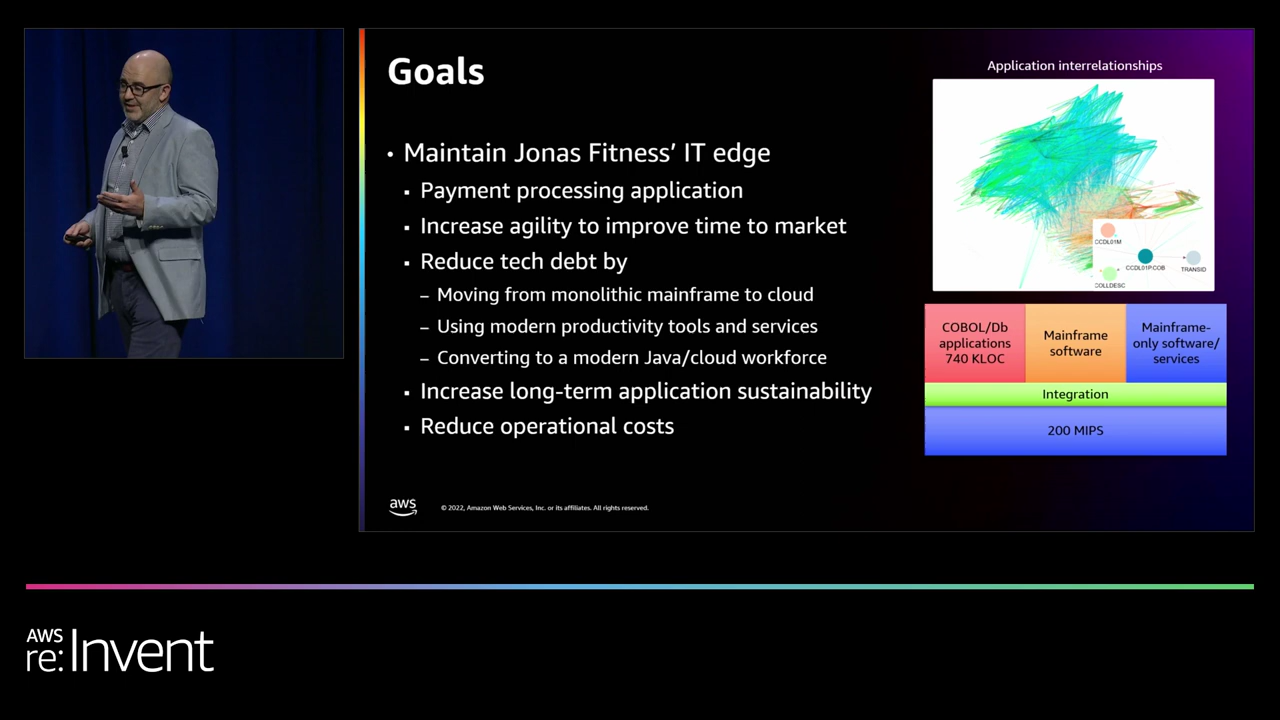 Goals
• Maintain Jonas Fitness’ IT edge
▪ Payment processing application
▪ Increase agility to improve time to market
▪ Reduce tech debt by
– Moving from monolithic mainframe to cloud
– Using modern productivity tools and services
– Converting to a modern Java/cloud workforce
▪ Increase long-term application sustainability
▪ Reduce operational costs
Application interrelationships
CCDL01M
CCDL01P.COB
TRANSID
COLLDESC
COBOL/Db
applications
740 KLOC
Mainframe
software
Mainframe-
only software/
services
Integration
200 MIPS
aws
© 2022, Amazon Web Services, Inc. or its affiliates. All rights reserved.
AWS
re:Invent